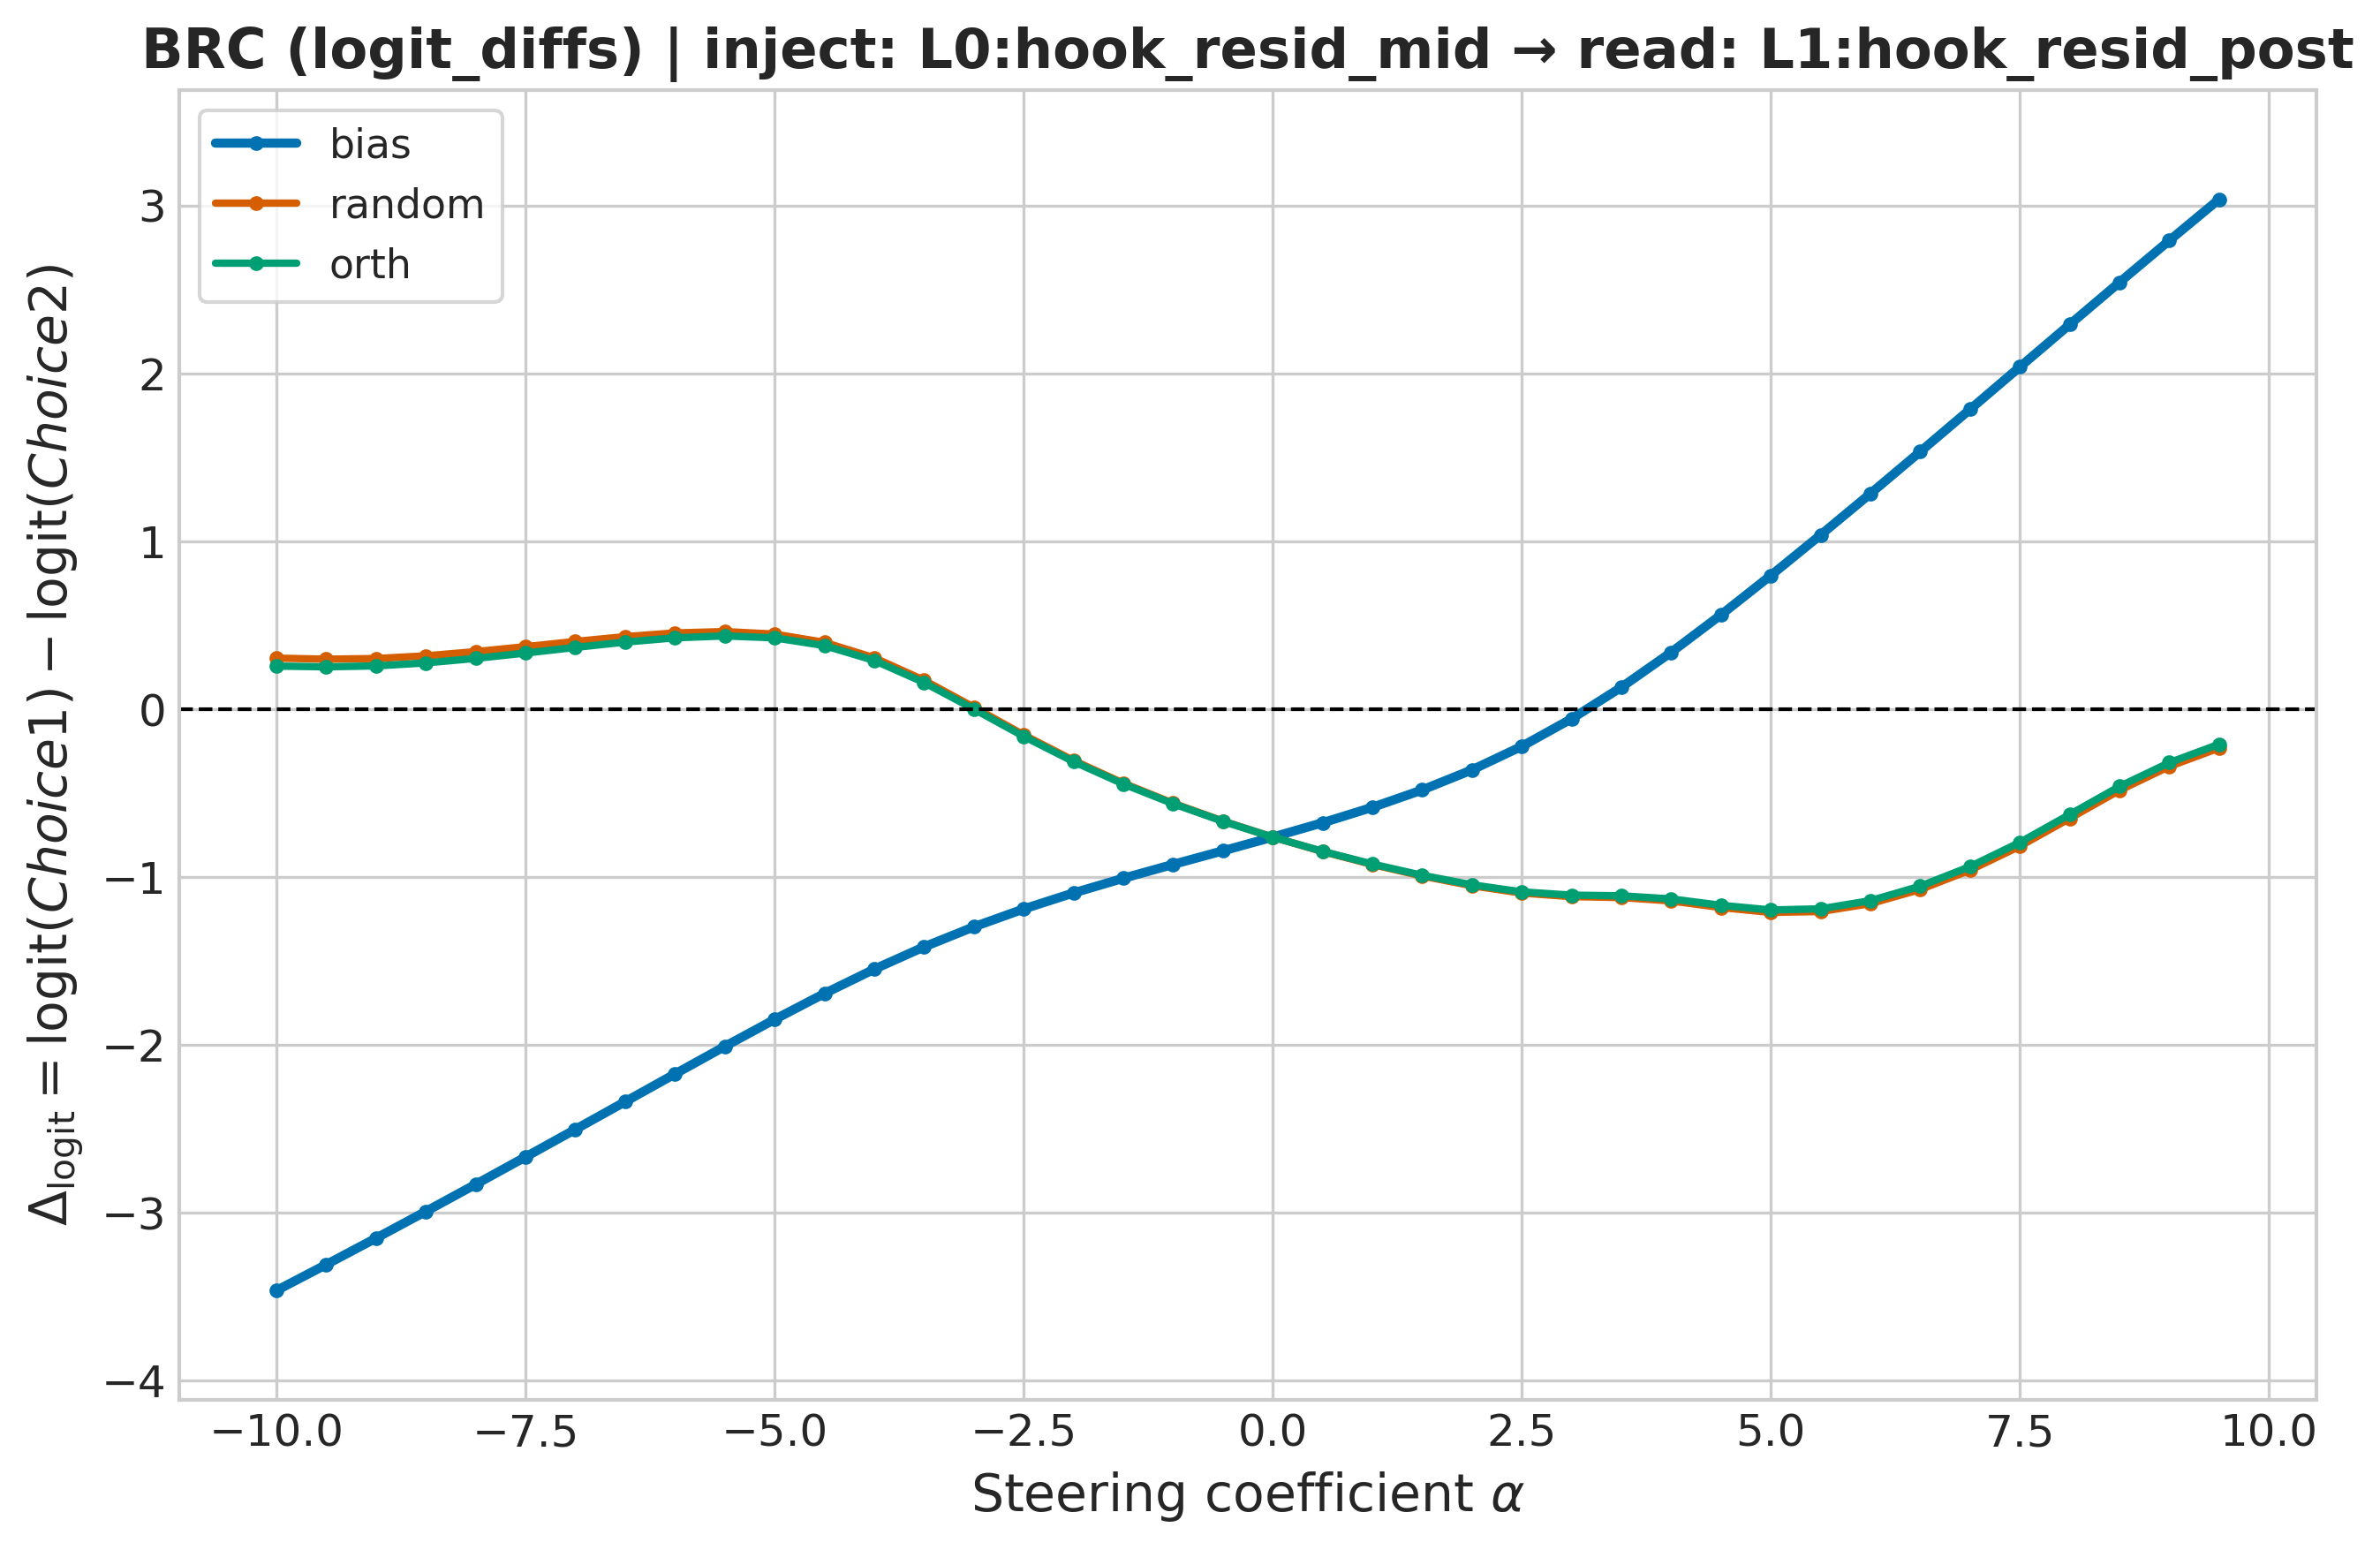 BRC (logit_diffs) | inject: L0:hook_resid_mid → read: L1:hook_resid_post
bias
random
orth
Δlogit = logit(Choice1) − logit(Choice2)
3
2
1
0
−1
−2
−3
−4
−10.0 −7.5 −5.0 −2.5 0.0 2.5 5.0 7.5 10.0
Steering coefficient α